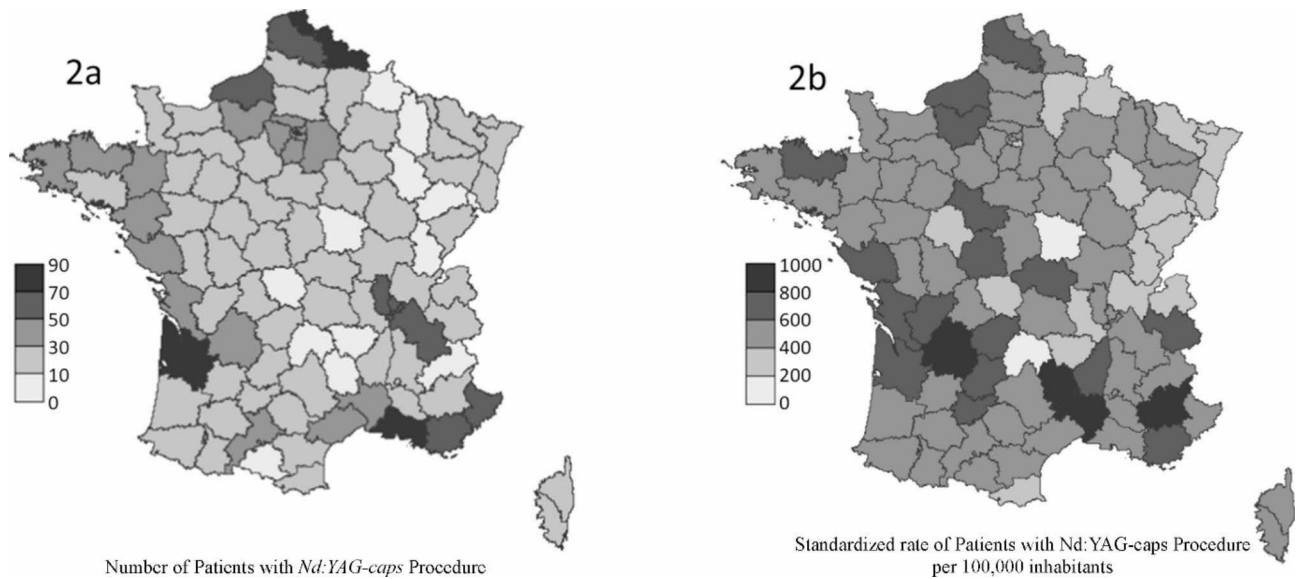 2a
90
70
50
30
10
0
Number of Patients with Nd:YAG-caps Procedure
2b
1000
800
600
400
200
0
Standardized rate of Patients with Nd:YAG-caps Procedure
per 100,000 inhabitants